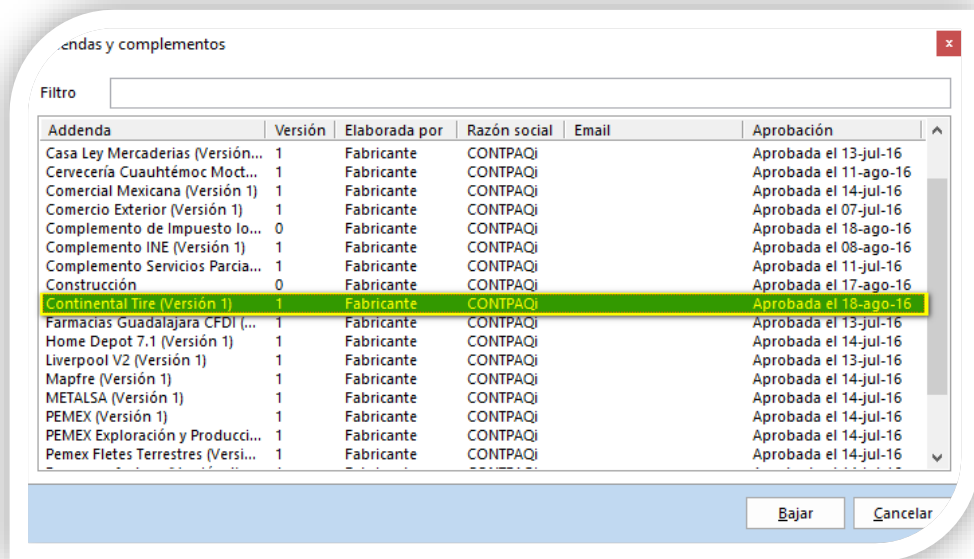 endas y complementos
x
Filtro
Addenda Versión Elaborada por Razón social Email Aprobación
Casa Ley Mercaderias (Versión... 1 Fabricante CONTPAQi Aprobada el 13-jul-16
Cervecería Cuauhtémoc Moct... 1 Fabricante CONTPAQi Aprobada el 11-ago-16
Comercial Mexicana (Versión 1) 1 Fabricante CONTPAQi Aprobada el 14-jul-16
Comercio Exterior (Versión 1) 1 Fabricante CONTPAQi Aprobada el 07-jul-16
Complemento de Impuesto lo... 0 Fabricante CONTPAQi Aprobada el 18-ago-16
Complemento INE (Versión 1) 1 Fabricante CONTPAQi Aprobada el 08-ago-16
Complemento Servicios Parcia... 1 Fabricante CONTPAQi Aprobada el 11-jul-16
Construcción 0 Fabricante CONTPAQi Aprobada el 17-ago-16
Continental Tire (Versión 1) 1 Fabricante CONTPAQi Aprobada el 18-ago-16
Farmacias Guadalajara CFDI (... 1 Fabricante CONTPAQi Aprobada el 13-jul-16
Home Depot 7.1 (Versión 1) 1 Fabricante CONTPAQi Aprobada el 14-jul-16
Liverpool V2 (Versión 1) 1 Fabricante CONTPAQi Aprobada el 13-jul-16
Mapfre (Versión 1) 1 Fabricante CONTPAQi Aprobada el 14-jul-16
METALSA (Versión 1) 1 Fabricante CONTPAQi Aprobada el 14-jul-16
PEMEX (Versión 1) 1 Fabricante CONTPAQi Aprobada el 14-jul-16
PEMEX Exploración y Producci... 1 Fabricante CONTPAQi Aprobada el 14-jul-16
Pemex Fletes Terrestres (Versi... 1 Fabricante CONTPAQi Aprobada el 14-jul-16
Bajar Cancelar